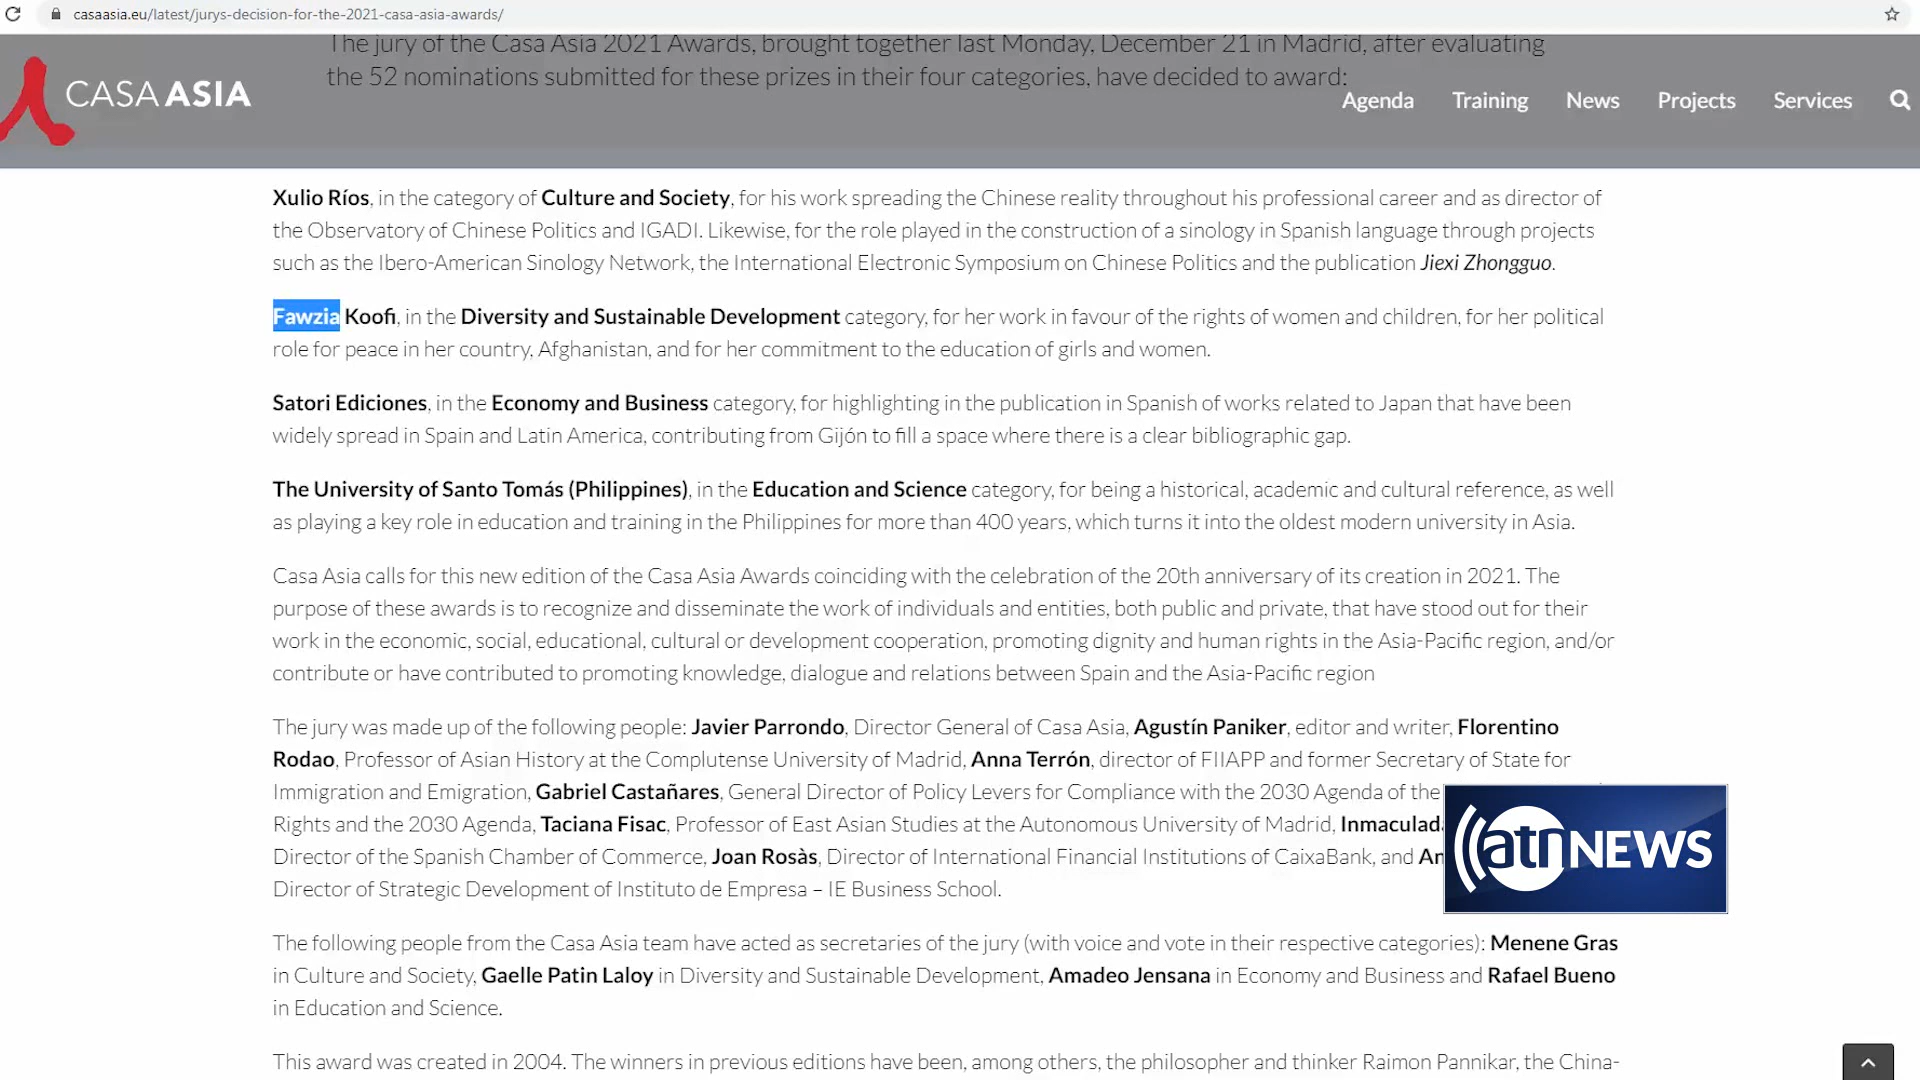 casaasia.eu/latest/jurys-decision-for-the-2021-casa-asia-awards/
The jury of the Casa Asia 2021 Awards, brought together last Monday, December 21 in Madrid, after evaluating
the 52 nominations submitted for these prizes in their four categories, have decided to award:
CASA ASIA
Agenda Training News Projects Services
Xulio Ríos, in the category of Culture and Society, for his work spreading the Chinese reality throughout his professional career and as director of
the Observatory of Chinese Politics and IGADI. Likewise, for the role played in the construction of a sinology in Spanish language through projects
such as the Ibero-American Sinology Network, the International Electronic Symposium on Chinese Politics and the publication Jiexi Zhongguo.
Fawzia Koofi, in the Diversity and Sustainable Development category, for her work in favour of the rights of women and children, for her political
role for peace in her country, Afghanistan, and for her commitment to the education of girls and women.
Satori Ediciones, in the Economy and Business category, for highlighting in the publication in Spanish of works related to Japan that have been
widely spread in Spain and Latin America, contributing from Gijón to fill a space where there is a clear bibliographic gap.
The University of Santo Tomás (Philippines), in the Education and Science category, for being a historical, academic and cultural reference, as well
as playing a key role in education and training in the Philippines for more than 400 years, which turns it into the oldest modern university in Asia.
Casa Asia calls for this new edition of the Casa Asia Awards coinciding with the celebration of the 20th anniversary of its creation in 2021. The
purpose of these awards is to recognize and disseminate the work of individuals and entities, both public and private, that have stood out for their
work in the economic, social, educational, cultural or development cooperation, promoting dignity and human rights in the Asia-Pacific region, and/or
contribute or have contributed to promoting knowledge, dialogue and relations between Spain and the Asia-Pacific region
The jury was made up of the following people: Javier Parrondo, Director General of Casa Asia, Agustín Paniker, editor and writer, Florentino
Rodao, Professor of Asian History at the Complutense University of Madrid, Anna Terrón, director of FIIAPP and former Secretary of State for
Immigration and Emigration, Gabriel Castañares, General Director of Policy Levers for Compliance with the 2030 Agenda of the
Rights and the 2030 Agenda, Taciana Fisac, Professor of East Asian Studies at the Autonomous University of Madrid,
Director of the Spanish Chamber of Commerce, Joan Rosàs, Director of International Financial Institutions of CaixaBank, and
Director of Strategic Development of Instituto de Empresa – IE Business School.
atn NEWS
The following people from the Casa Asia team have acted as secretaries of the jury (with voice and vote in their respective categories): Menene Gras
in Culture and Society, Gaelle Patin Laloy in Diversity and Sustainable Development, Amadeo Jensana in Economy and Business and Rafael Bueno
in Education and Science.
This award was created in 2004. The winners in previous editions have been, among others, the philosopher and thinker Raimon Pannikar, the China-